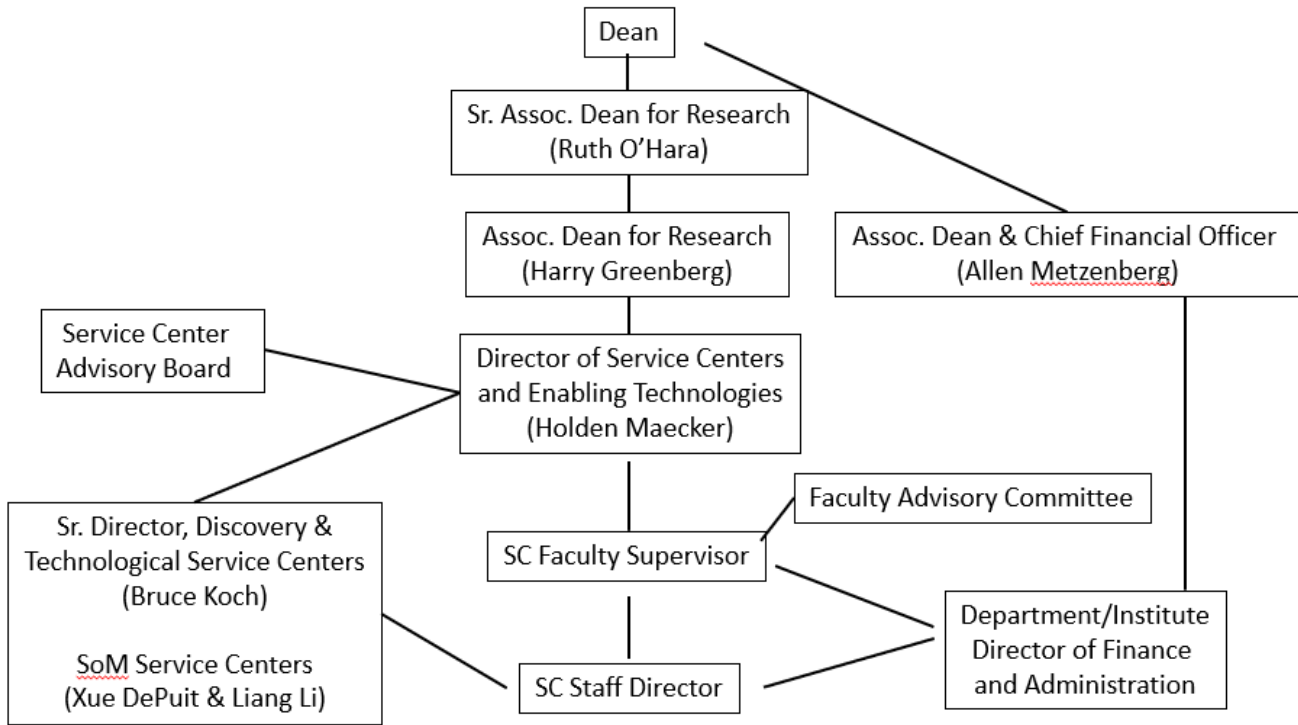 Dean
Sr. Assoc. Dean for Research
(Ruth O’Hara)
Assoc. Dean for Research
(Harry Greenberg)
Assoc. Dean & Chief Financial Officer
(Allen Metzenberg)
Service Center
Advisory Board
Director of Service Centers
and Enabling Technologies
(Holden Maecker)
Faculty Advisory Committee
Sr. Director, Discovery &
Technological Service Centers
(Bruce Koch)
SoM Service Centers
(Xue DePuit & Liang Li)
SC Faculty Supervisor
Department/Institute
Director of Finance
and Administration
SC Staff Director